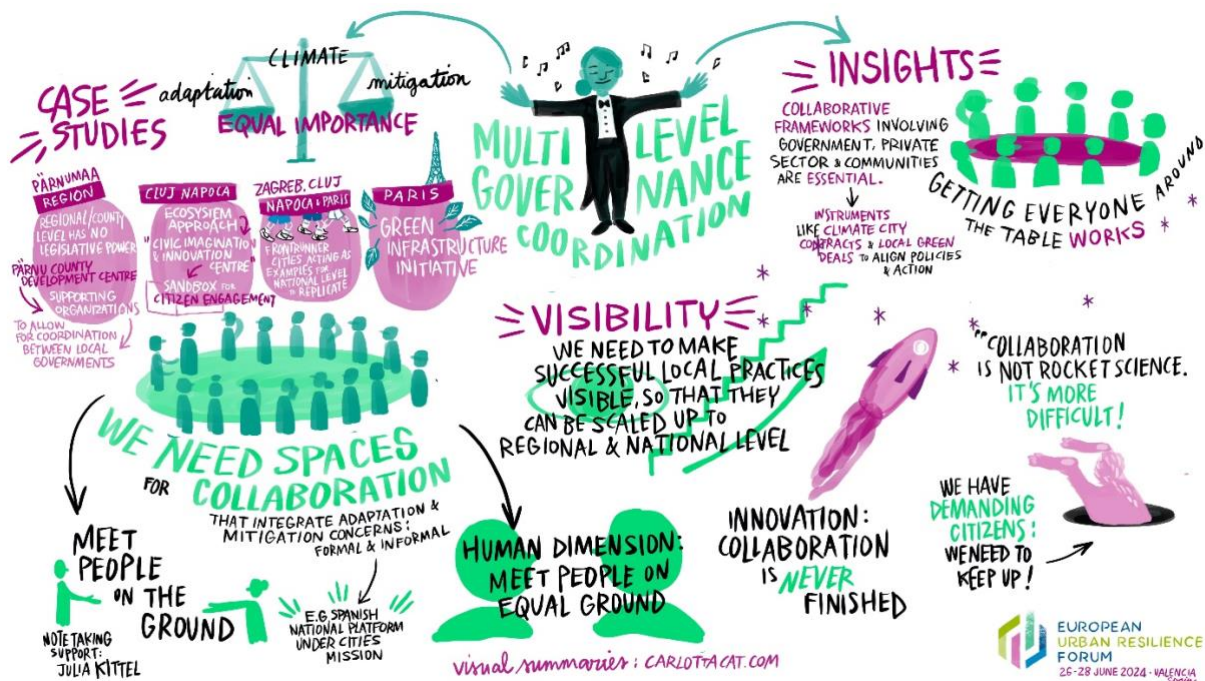 CLIMATE
adaptation
mitigation
EQUAL IMPORTANCE
CASE
STUDIES
PÄRNUMAA
REGION
REGIONAL/COUNTY
LEVEL HAS NO
LEGISLATIVE POWER
PÄRNU COUNTY
DEVELOPMENT CENTRE
SUPPORTING
ORGANIZATIONS
TO ALLOW
FOR COORDINATION
BETWEEN LOCAL
GOVERNMENTS
CLUJ NAPOCA
ECOSYSTEM
APPROACH
"CIVIC IMAGINATION
& INNOVATION
CENTRE"
SANDBOX FOR
CITIZEN ENGAGEMENT
ZAGREB, CLUJ
NAPOCA & PARIS
FRONTRUNNER
CITIES ACTING AS
EXAMPLES FOR
NATIONAL LEVEL
TO REPLICATE
PARIS
GREEN
INFRASTRUCTURE
INITIATIVE
MULTI LEVEL
GOVERNANCE
COORDINATION
INSIGHTS
COLLABORATIVE
FRAMEWORKS INVOLVING
GOVERNMENT, PRIVATE
SECTOR & COMMUNITIES
ARE ESSENTIAL.
INSTRUMENTS
LIKE CLIMATE CITY
CONTRACTS & LOCAL GREEN
DEALS TO ALIGN POLICIES
& ACTION
GETTING EVERYONE AROUND
THE TABLE WORKS
WE NEED SPACES
FOR COLLABORATION
THAT INTEGRATE ADAPTATION &
MITIGATION CONCERNS:
FORMAL & INFORMAL
E.G. SPANISH
NATIONAL PLATFORM
UNDER CITIES
MISSION
MEET
PEOPLE
ON THE
GROUND
NOTE TAKING
SUPPORT:
JULIA KITTEL
VISIBILITY
WE NEED TO MAKE
SUCCESSFUL LOCAL PRACTICES
VISIBLE, SO THAT THEY
CAN BE SCALED UP TO
REGIONAL & NATIONAL LEVEL
HUMAN DIMENSION:
MEET PEOPLE ON
EQUAL GROUND
INNOVATION:
COLLABORATION
IS NEVER
FINISHED
"COLLABORATION
IS NOT ROCKET SCIENCE.
IT'S MORE
DIFFICULT!
WE HAVE
DEMANDING
CITIZENS:
WE NEED TO
KEEP UP!
visual summaries: CARLOTTACAT.COM
EUROPEAN
URBAN RESILIENCE
FORUM
26-28 JUNE 2024 - VALENCIA